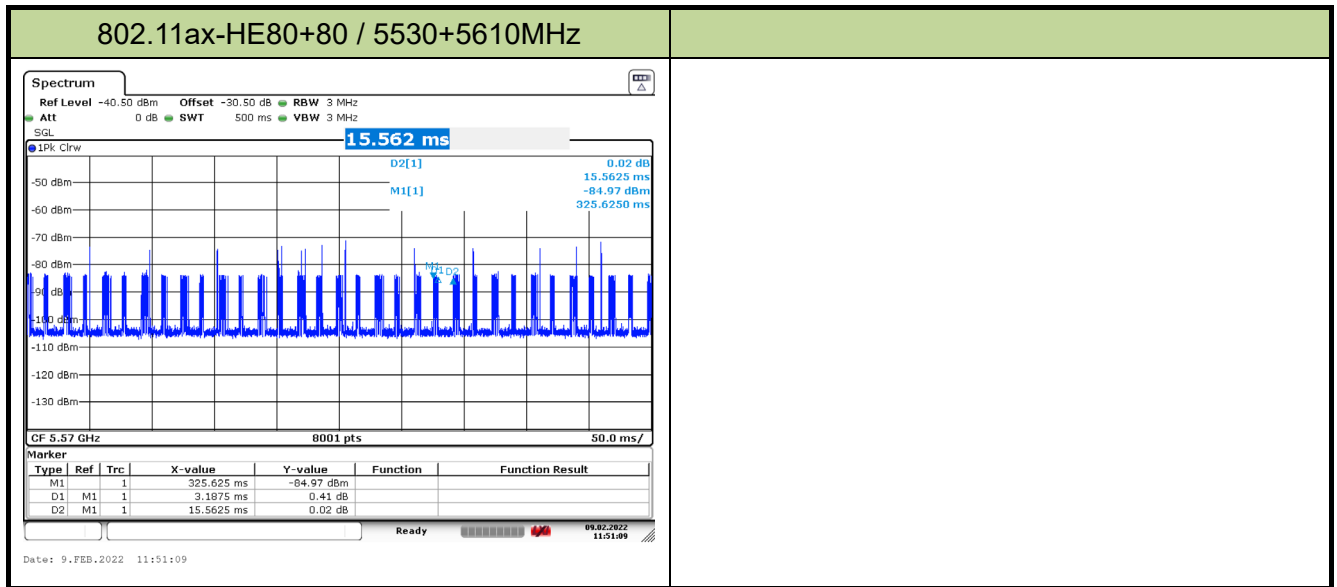 802.11ax-HE80+80 / 5530+5610MHz
Spectrum
Ref Level -40.50 dBm Offset -30.50 dB RBW 3 MHz
Att 0 dB SWT 500 ms VBW 3 MHz
SGL
15.562 ms
1Pk Clrw
D2[1] 0.02 dB
15.5625 ms
-50 dBm
M1[1] -84.97 dBm
325.6250 ms
-60 dBm
-70 dBm
-80 dBm
M1
D1 D2
-90 dBm
-100 dBm
-110 dBm
-120 dBm
-130 dBm
CF 5.57 GHz 8001 pts 50.0 ms/
Marker
Type Ref Trc X-value Y-value Function Function Result
M1 1 325.625 ms -84.97 dBm
D1 M1 1 3.1875 ms 0.41 dB
D2 M1 1 15.5625 ms 0.02 dB
Ready 09.02.2022
11:51:09
Date: 9.FEB.2022 11:51:09